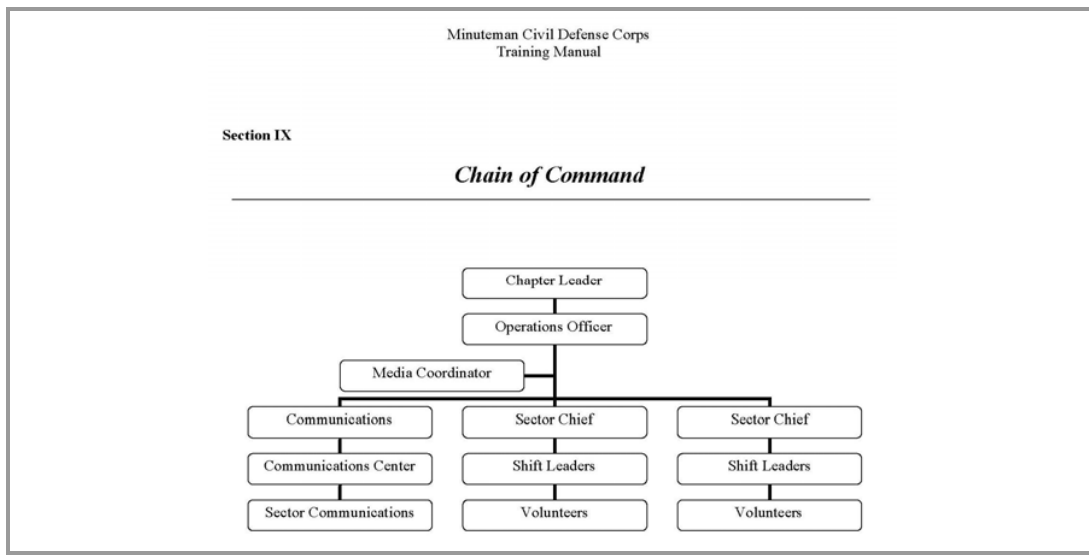 Minuteman Civil Defense Corps
Training Manual
Section IX
Chain of Command
Chapter Leader
Operations Officer
Media Coordinator
Communications
Sector Chief
Sector Chief
Communications Center
Shift Leaders
Shift Leaders
Sector Communications
Volunteers
Volunteers